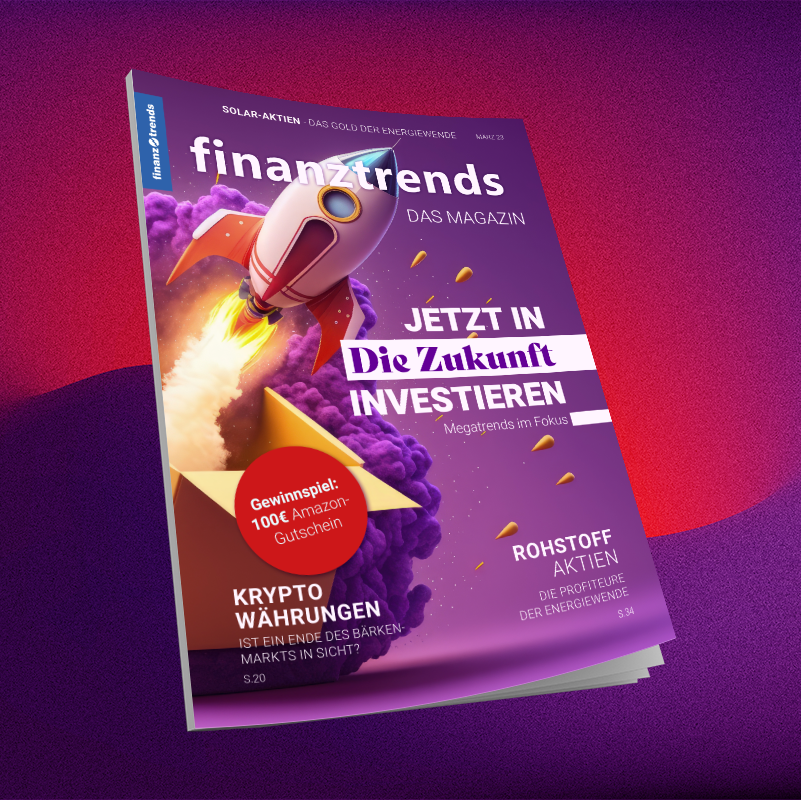 finanztrends
SOLAR-AKTIEN - DAS GOLD DER ENERGIEWENDE
MÄRZ 23
finanztrends
DAS MAGAZIN
JETZT IN
Die Zukunft
INVESTIEREN
Megatrends im Fokus
Gewinnspiel:
100€ Amazon-
Gutschein
ROHSTOFF
AKTIEN
DIE PROFITEURE
DER ENERGIEWENDE
S.34
KRYPTO
WÄHRUNGEN
IST EIN ENDE DES BÄRKEN-
MARKTS IN SICHT?
S.20